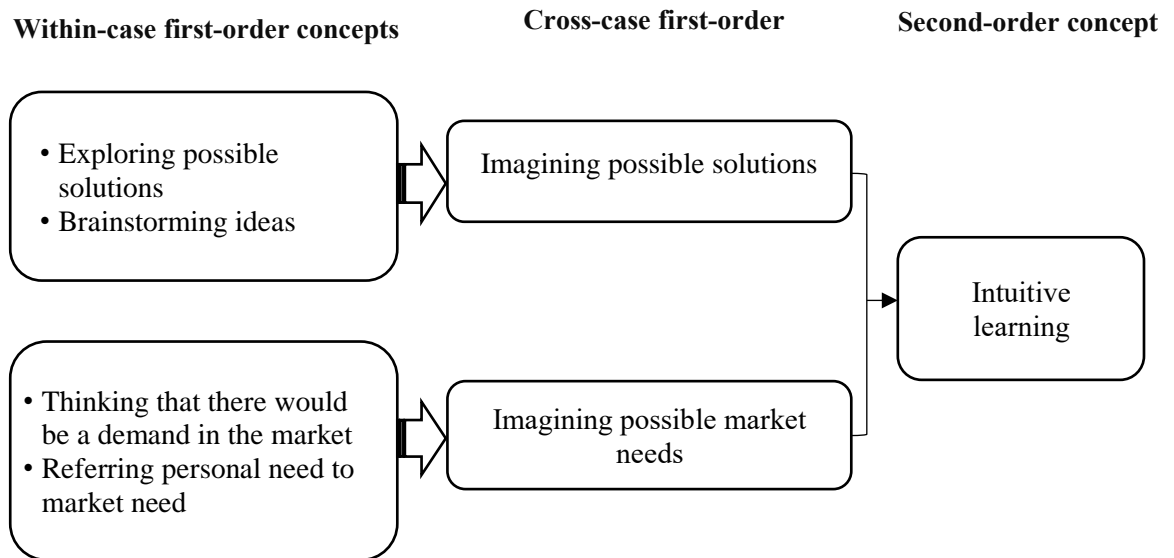 Within-case first-order concepts
Cross-case first-order
Second-order concept
• Exploring possible
solutions
• Brainstorming ideas
Imagining possible solutions
• Thinking that there would
be a demand in the market
• Referring personal need to
market need
Imagining possible market
needs
Intuitive
learning